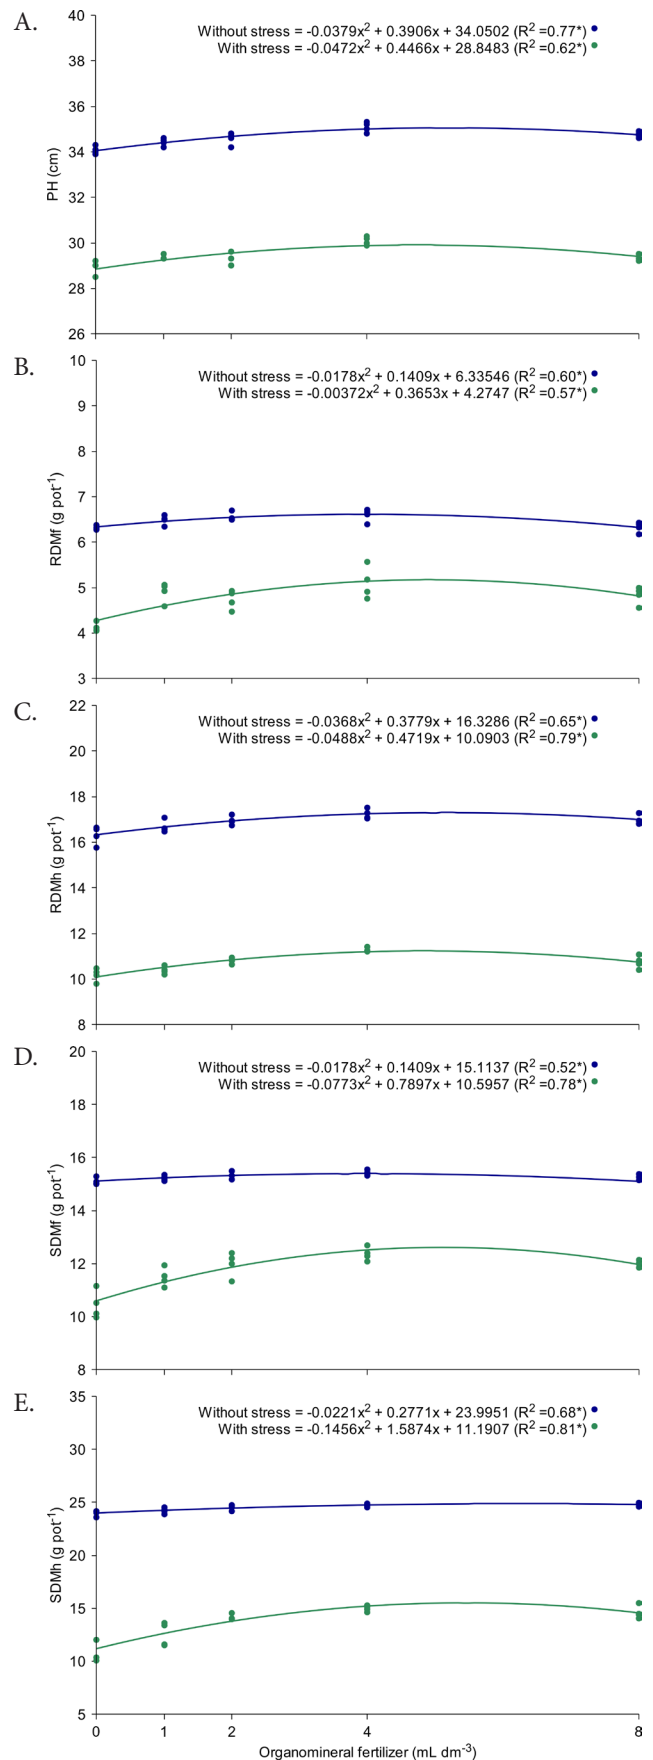 A.
Without stress = -0.0379x² + 0.3906x + 34.0502 (R² =0.77*)
With stress = -0.0472x² + 0.4466x + 28.8483 (R² =0.62*)
40
38
36
34
32
30
28
26
PH (cm)
B.
Without stress = -0.0178x² + 0.1409x + 6.33546 (R² =0.60*)
With stress = -0.00372x² + 0.3653x + 4.2747 (R² =0.57*)
10
9
8
7
6
5
4
3
RDMf (g pot⁻¹)
C.
Without stress = -0.0368x² + 0.3779x + 16.3286 (R² =0.65*)
With stress = -0.0488x² + 0.4719x + 10.0903 (R² =0.79*)
22
20
18
16
14
12
10
8
RDMh (g pot⁻¹)
D.
Without stress = -0.0178x² + 0.1409x + 15.1137 (R² =0.52*)
With stress = -0.0773x² + 0.7897x + 10.5957 (R² =0.78*)
20
18
16
14
12
10
8
SDMf (g pot⁻¹)
E.
Without stress = -0.0221x² + 0.2771x + 23.9951 (R² =0.68*)
With stress = -0.1456x² + 1.5874x + 11.1907 (R² =0.81*)
35
30
25
20
15
10
5
SDMh (g pot⁻¹)
0 1 2 4 8
Organomineral fertilizer (mL dm⁻³)